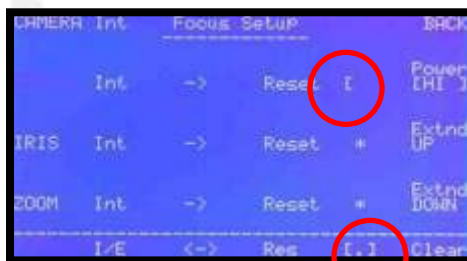 CAMERA Int Focus Setup BACK
Int -> Reset [ Power [HI ]
IRIS Int -> Reset * Extnd UP
ZOOM Int -> Reset * Extnd DOWN
I/E <-> Res [.] Clear